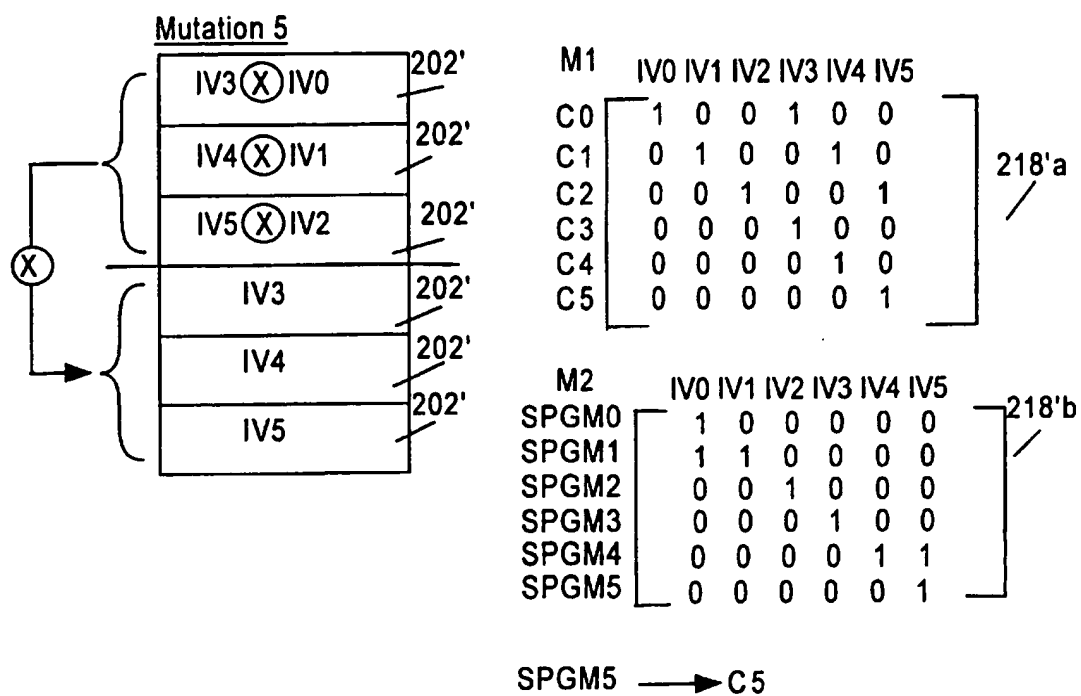 Mutation 5
IV3 X IV0 202'
IV4 X IV1 202'
IV5 X IV2 202'
X
IV3 202'
IV4 202'
IV5 202'
M1 IV0 IV1 IV2 IV3 IV4 IV5
C0 1 0 0 1 0 0
C1 0 1 0 0 1 0
C2 0 0 1 0 0 1
C3 0 0 0 1 0 0
C4 0 0 0 0 1 0
C5 0 0 0 0 0 1
218'a
M2 IV0 IV1 IV2 IV3 IV4 IV5
SPGM0 1 0 0 0 0 0
SPGM1 1 1 0 0 0 0
SPGM2 0 0 1 0 0 0
SPGM3 0 0 0 1 0 0
SPGM4 0 0 0 0 1 1
SPGM5 0 0 0 0 0 1
218'b
SPGM5 → C5